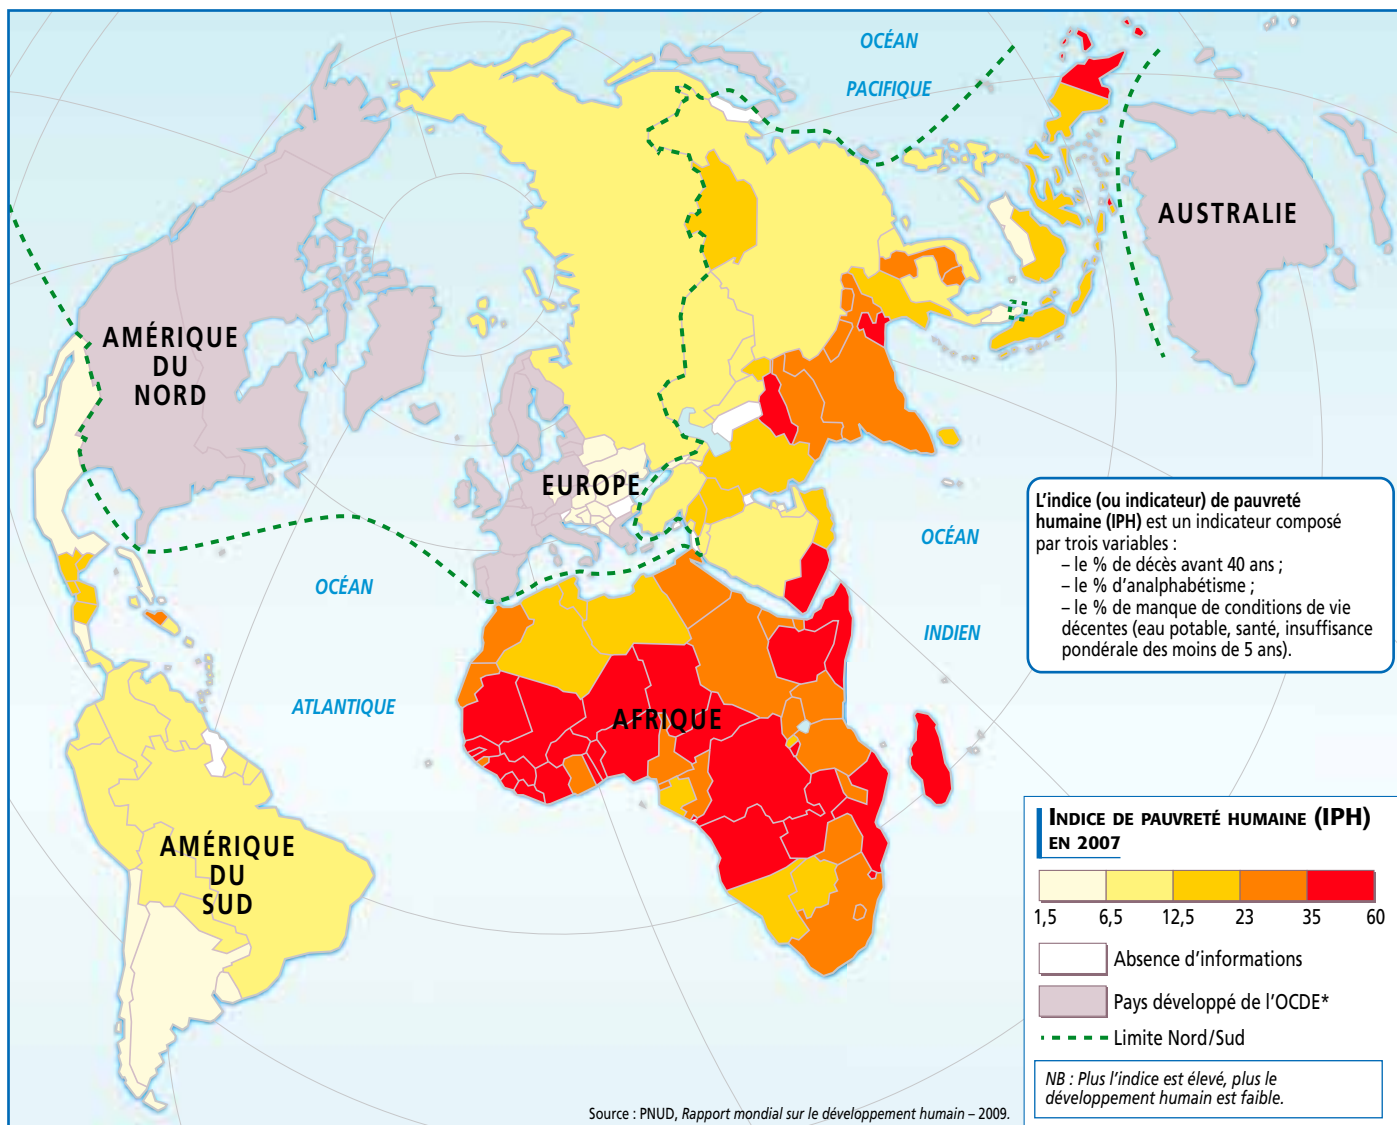 OCÉAN
PACIFIQUE
AUSTRALIE
AMÉRIQUE
DU
NORD
EUROPE
OCÉAN
ATLANTIQUE
OCÉAN
INDIEN
AFRIQUE
AMÉRIQUE
DU
SUD
L'indice (ou indicateur) de pauvreté
humaine (IPH) est un indicateur composé
par trois variables :
– le % de décès avant 40 ans ;
– le % d'analphabétisme ;
– le % de manque de conditions de vie
décentes (eau potable, santé, insuffisance
pondérale des moins de 5 ans).
INDICE DE PAUVRETÉ HUMAINE (IPH)
EN 2007
1,5 6,5 12,5 23 35 60
Absence d'informations
Pays développé de l'OCDE*
Limite Nord/Sud
NB : Plus l'indice est élevé, plus le
développement humain est faible.
Source : PNUD, Rapport mondial sur le développement humain – 2009.